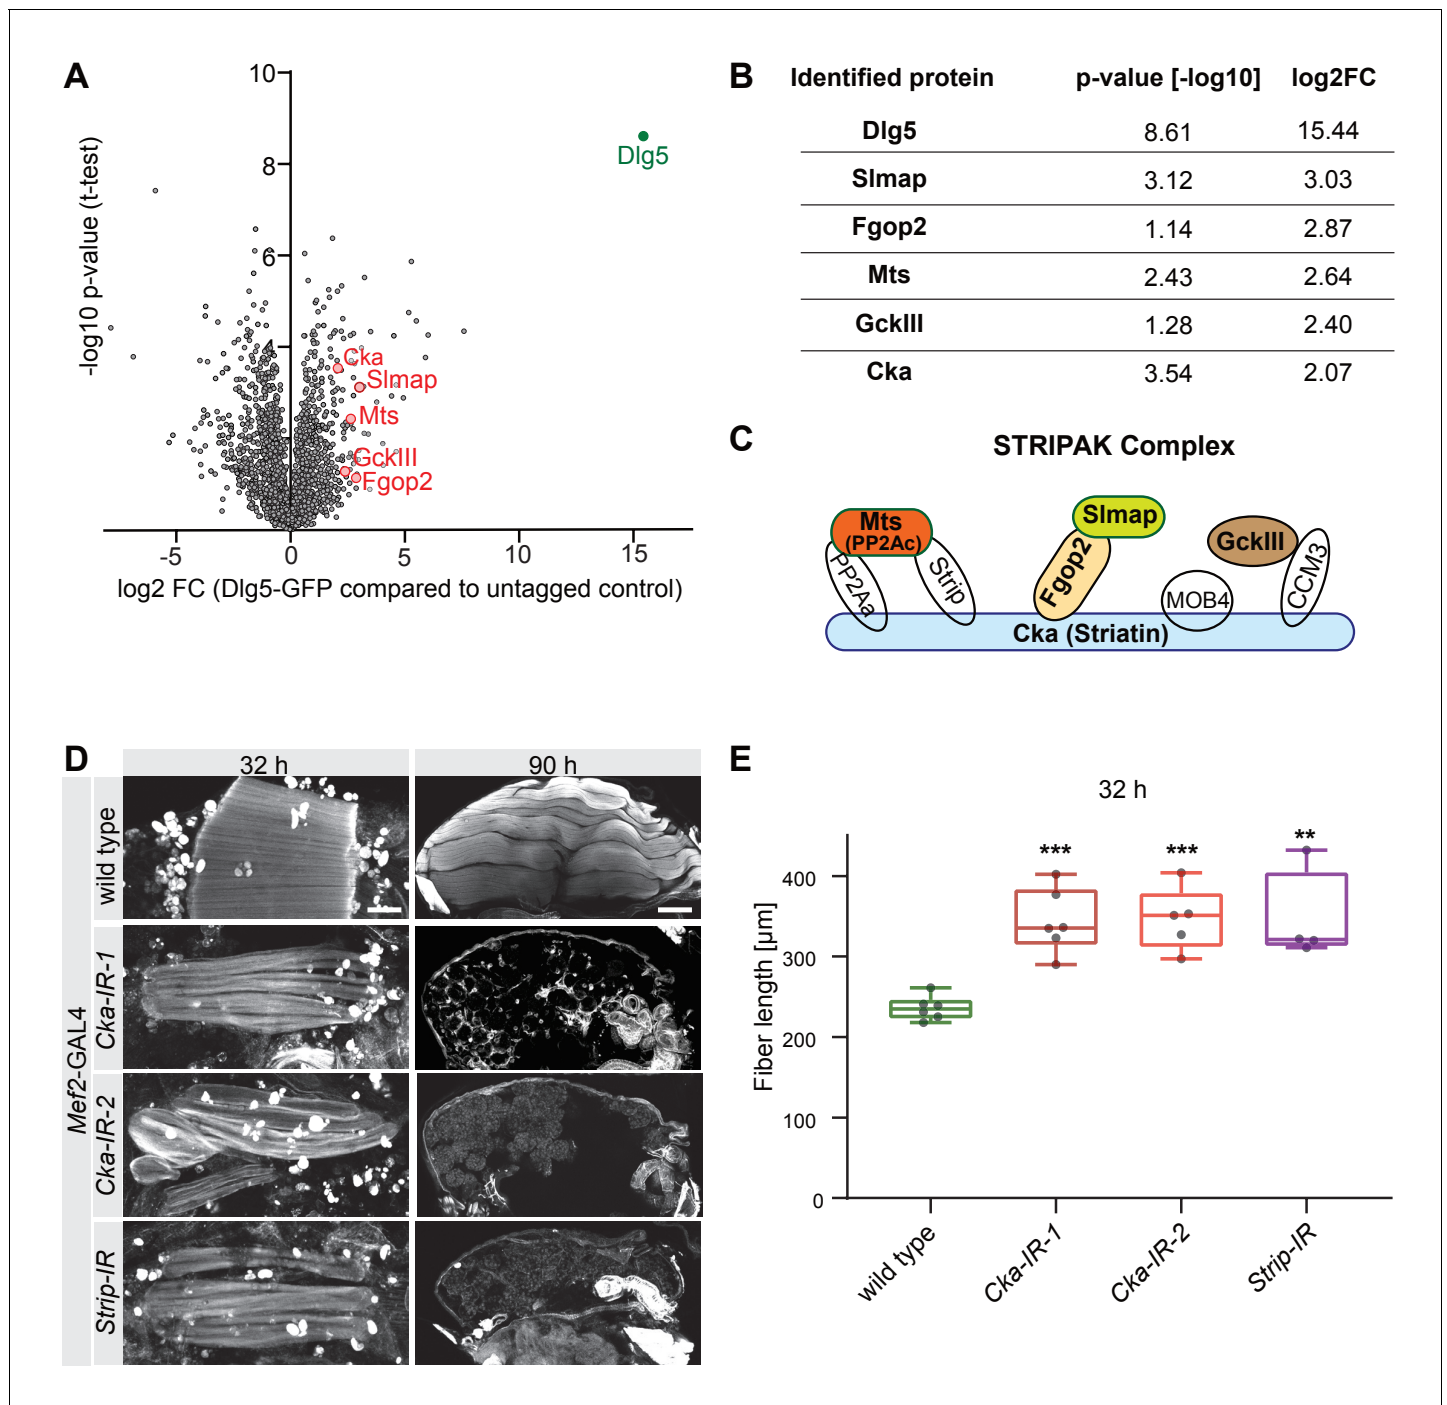 A
10
8
6
4
-log10 p-value (t-test)
Dlg5
Cka
Slmap
Mts
GckIII
Fgop2
-5 0 5 10 15
log2 FC (Dlg5-GFP compared to untagged control)
B
Identified protein p-value [-log10] log2FC
Dlg5 8.61 15.44
Slmap 3.12 3.03
Fgop2 1.14 2.87
Mts 2.43 2.64
GckIII 1.28 2.40
Cka 3.54 2.07
C
STRIPAK Complex
Mts
(PP2Ac)
PP2Aa
Strip
Slmap
Fgop2
GckIII
MOB4
CCM3
Cka (Striatin)
D
32 h 90 h
Mef2-GAL4
wild type
Cka-IR-1
Cka-IR-2
Strip-IR
E
32 h
*** *** **
Fiber length [µm]
400
300
200
100
0
wild type
Cka-IR-1
Cka-IR-2
Strip-IR